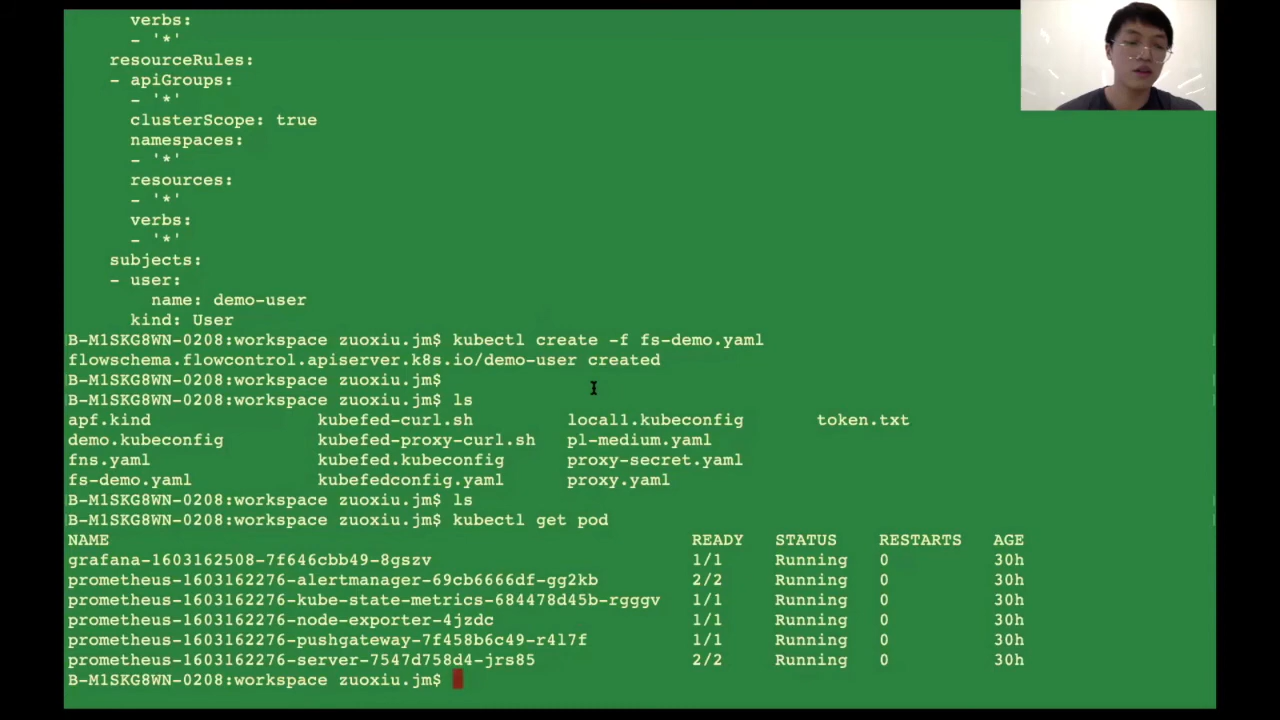 verbs:
- '*'
resourceRules:
- apiGroups:
- '*'
clusterScope: true
namespaces:
- '*'
resources:
- '*'
verbs:
- '*'
subjects:
- user:
name: demo-user
kind: User
B-M1SKG8WN-0208:workspace zuoxiu.jm$ kubectl create -f fs-demo.yaml
flowschema.flowcontrol.apiserver.k8s.io/demo-user created
B-M1SKG8WN-0208:workspace zuoxiu.jm$
B-M1SKG8WN-0208:workspace zuoxiu.jm$ ls
apf.kind kubefed-curl.sh local1.kubeconfig token.txt
demo.kubeconfig kubefed-proxy-curl.sh pl-medium.yaml
fns.yaml kubefed.kubeconfig proxy-secret.yaml
fs-demo.yaml kubefedconfig.yaml proxy.yaml
B-M1SKG8WN-0208:workspace zuoxiu.jm$ ls
B-M1SKG8WN-0208:workspace zuoxiu.jm$ kubectl get pod
NAME READY STATUS RESTARTS AGE
grafana-1603162508-7f646cbb49-8gszv 1/1 Running 0 30h
prometheus-1603162276-alertmanager-69cb6666df-gg2kb 2/2 Running 0 30h
prometheus-1603162276-kube-state-metrics-684478d45b-rgggv 1/1 Running 0 30h
prometheus-1603162276-node-exporter-4jzdc 1/1 Running 0 30h
prometheus-1603162276-pushgateway-7f458b6c49-r4l7f 1/1 Running 0 30h
prometheus-1603162276-server-7547d758d4-jrs85 2/2 Running 0 30h
B-M1SKG8WN-0208:workspace zuoxiu.jm$